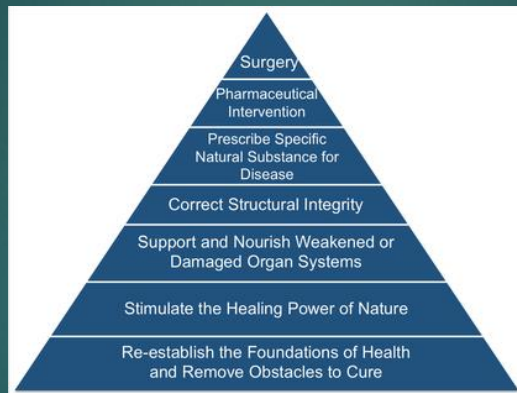 Surgery
Pharmaceutical
Intervention
Prescribe Specific
Natural Substance for
Disease
Correct Structural Integrity
Support and Nourish Weakened or
Damaged Organ Systems
Stimulate the Healing Power of Nature
Re-establish the Foundations of Health
and Remove Obstacles to Cure